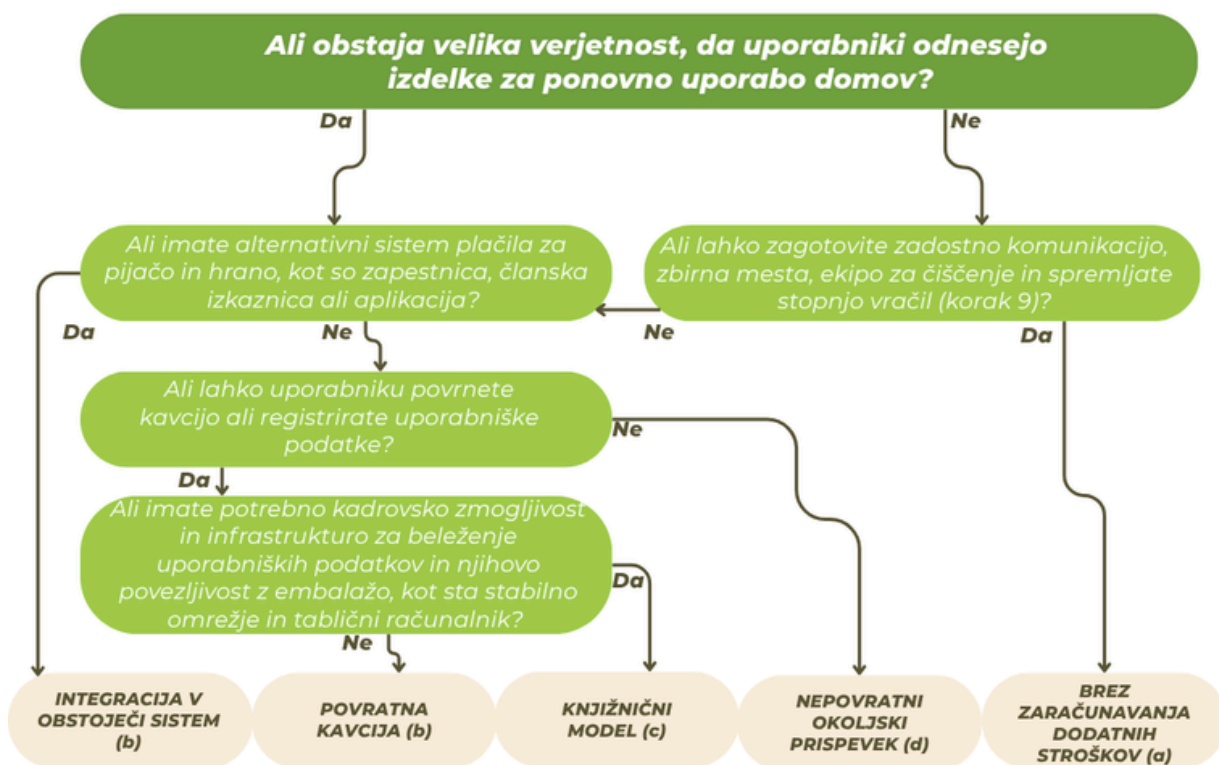 Ali obstaja velika verjetnost, da uporabniki odnesejo
izdelke za ponovno uporabo domov?
Da
Ne
Ali imate alternativni sistem plačila za
pijačo in hrano, kot so zapestnica, članska
izkaznica ali aplikacija?
Ali lahko zagotovite zadostno komunikacijo,
zbirna mesta, ekipo za čiščenje in spremljate
stopnjo vračil (korak 9)?
Da
Ne
Ne
Da
Ali lahko uporabniku povrnete
kavcijo ali registrirate uporabniške
podatke?
Ne
Da
Ali imate potrebno kadrovsko zmogljivost
in infrastrukturo za beleženje
uporabniških podatkov in njihovo
povezljivost z embalažo, kot sta stabilno
omrežje in tablični računalnik?
Da
Ne
INTEGRACIJA V
OBSTOJEČI SISTEM
(b)
POVRATNA
KAVCIJA (b)
KNJIŽNIČNI
MODEL (c)
NEPOVRATNI
OKOLJSKI
PRISPEVEK (d)
BREZ
ZARAČUNAVANJA
DODATNIH
STROŠKOV (a)